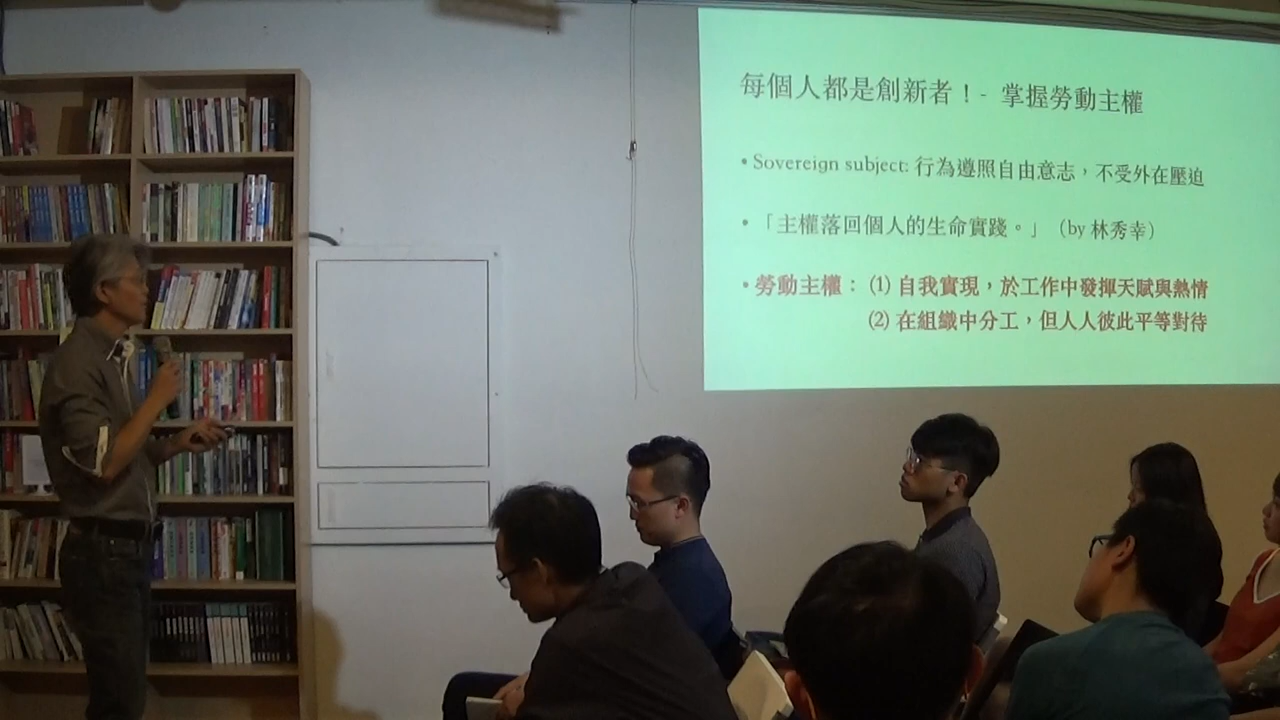 每個人都是創新者！- 掌握勞動主權
• Sovereign subject: 行為遵照自由意志，不受外在壓迫
• 「主權落回個人的生命實踐。」（by 林秀幸）
• 勞動主權： (1) 自我實現，於工作中發揮天賦與熱情
(2) 在組織中分工，但人人彼此平等對待